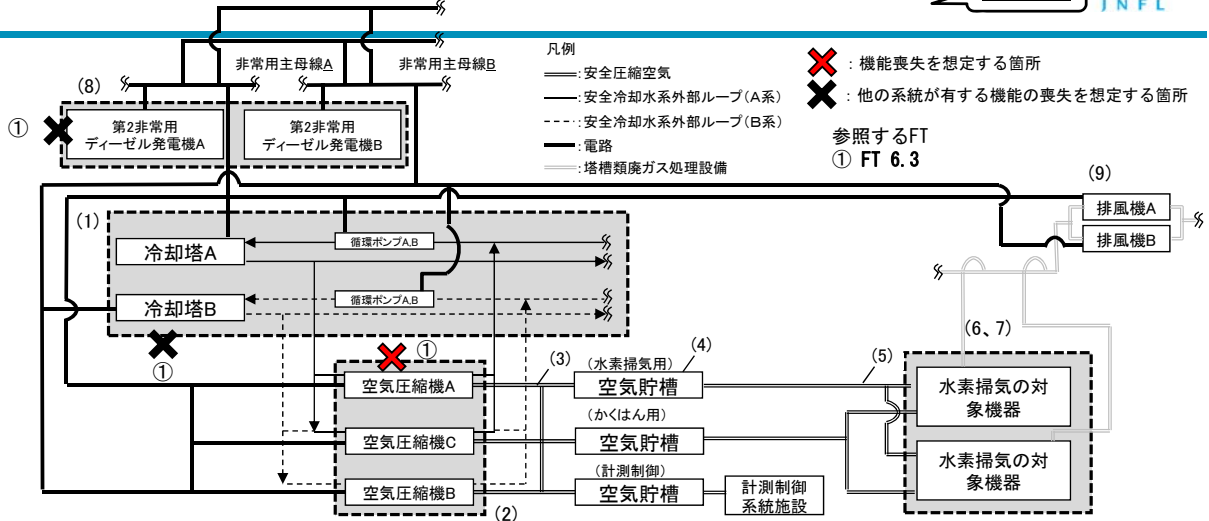 JNFL
非常用主母線A
非常用主母線B
凡例
:安全圧縮空気
:安全冷却水系外部ループ(A系)
:安全冷却水系外部ループ(B系)
:電路
:塔槽類廃ガス処理設備
:機能喪失を想定する箇所
:他の系統が有する機能の喪失を想定する箇所
参照するFT
① FT 6.3
(8)
①
第2非常用
ディーゼル発電機A
第2非常用
ディーゼル発電機B
(9)
排風機A
排風機B
(1)
冷却塔A
循環ポンプA,B
冷却塔B
循環ポンプA,B
①
①
(2)
空気圧縮機A
空気圧縮機C
空気圧縮機B
(3)
(水素掃気用)
(4)
空気貯槽
(かくはん用)
空気貯槽
(計測制御)
空気貯槽
計測制御
系統施設
(5)
(6、7)
水素掃気の対
象機器
水素掃気の対
象機器